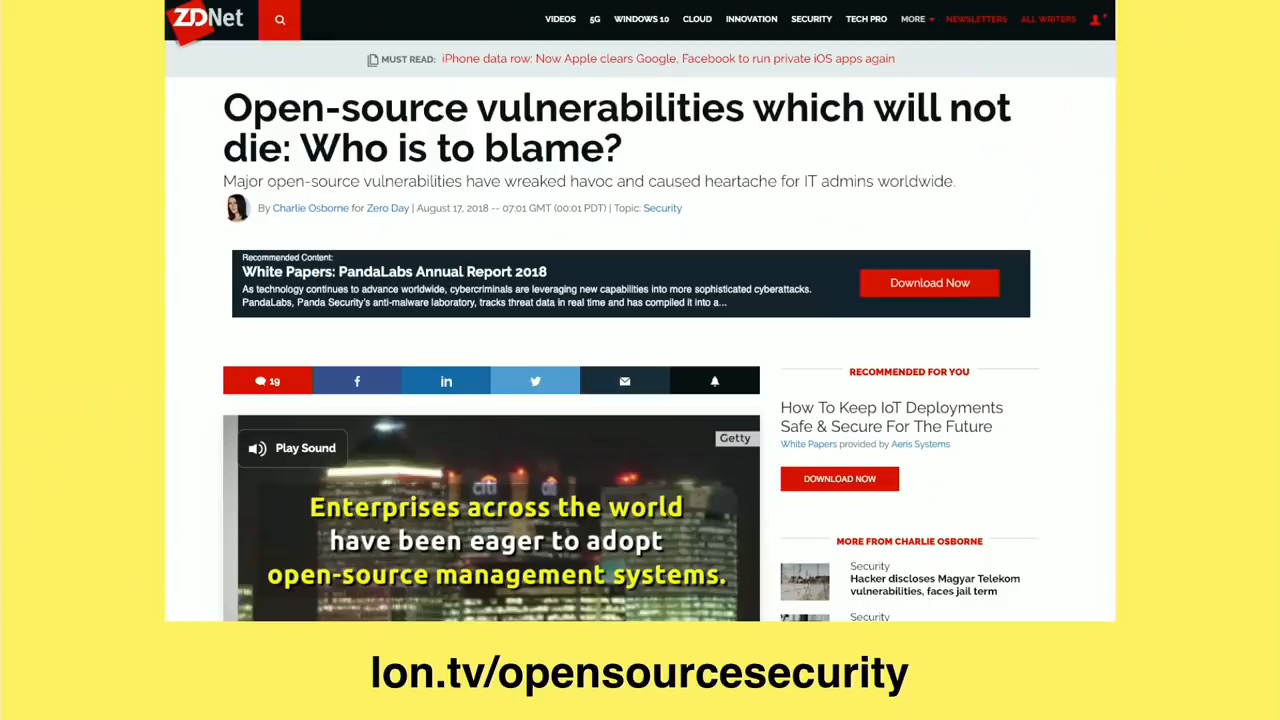 ZDNet
VIDEOS 5G WINDOWS 10 CLOUD INNOVATION SECURITY TECH PRO MORE NEWSLETTERS ALL WRITERS
MUST READ: iPhone data row: Now Apple clears Google, Facebook to run private iOS apps again
Open-source vulnerabilities which will not
die: Who is to blame?
Major open-source vulnerabilities have wreaked havoc and caused heartache for IT admins worldwide.
By Charlie Osborne for Zero Day | August 17, 2018 -- 07:01 GMT (00:01 PDT) | Topic: Security
Recommended Content:
White Papers: PandaLabs Annual Report 2018
As technology continues to advance worldwide, cybercriminals are leveraging new capabilities into more sophisticated cyberattacks.
PandaLabs, Panda Security's anti-malware laboratory, tracks threat data in real time and has compiled it into a...
Download Now
19
Play Sound
Getty
citi
citi
Enterprises across the world
have been eager to adopt
open-source management systems.
RECOMMENDED FOR YOU
How To Keep IoT Deployments
Safe & Secure For The Future
White Papers provided by Aeris Systems
DOWNLOAD NOW
MORE FROM CHARLIE OSBORNE
Security
Hacker discloses Magyar Telekom
vulnerabilities, faces jail term
Security
lon.tv/opensourcesecurity